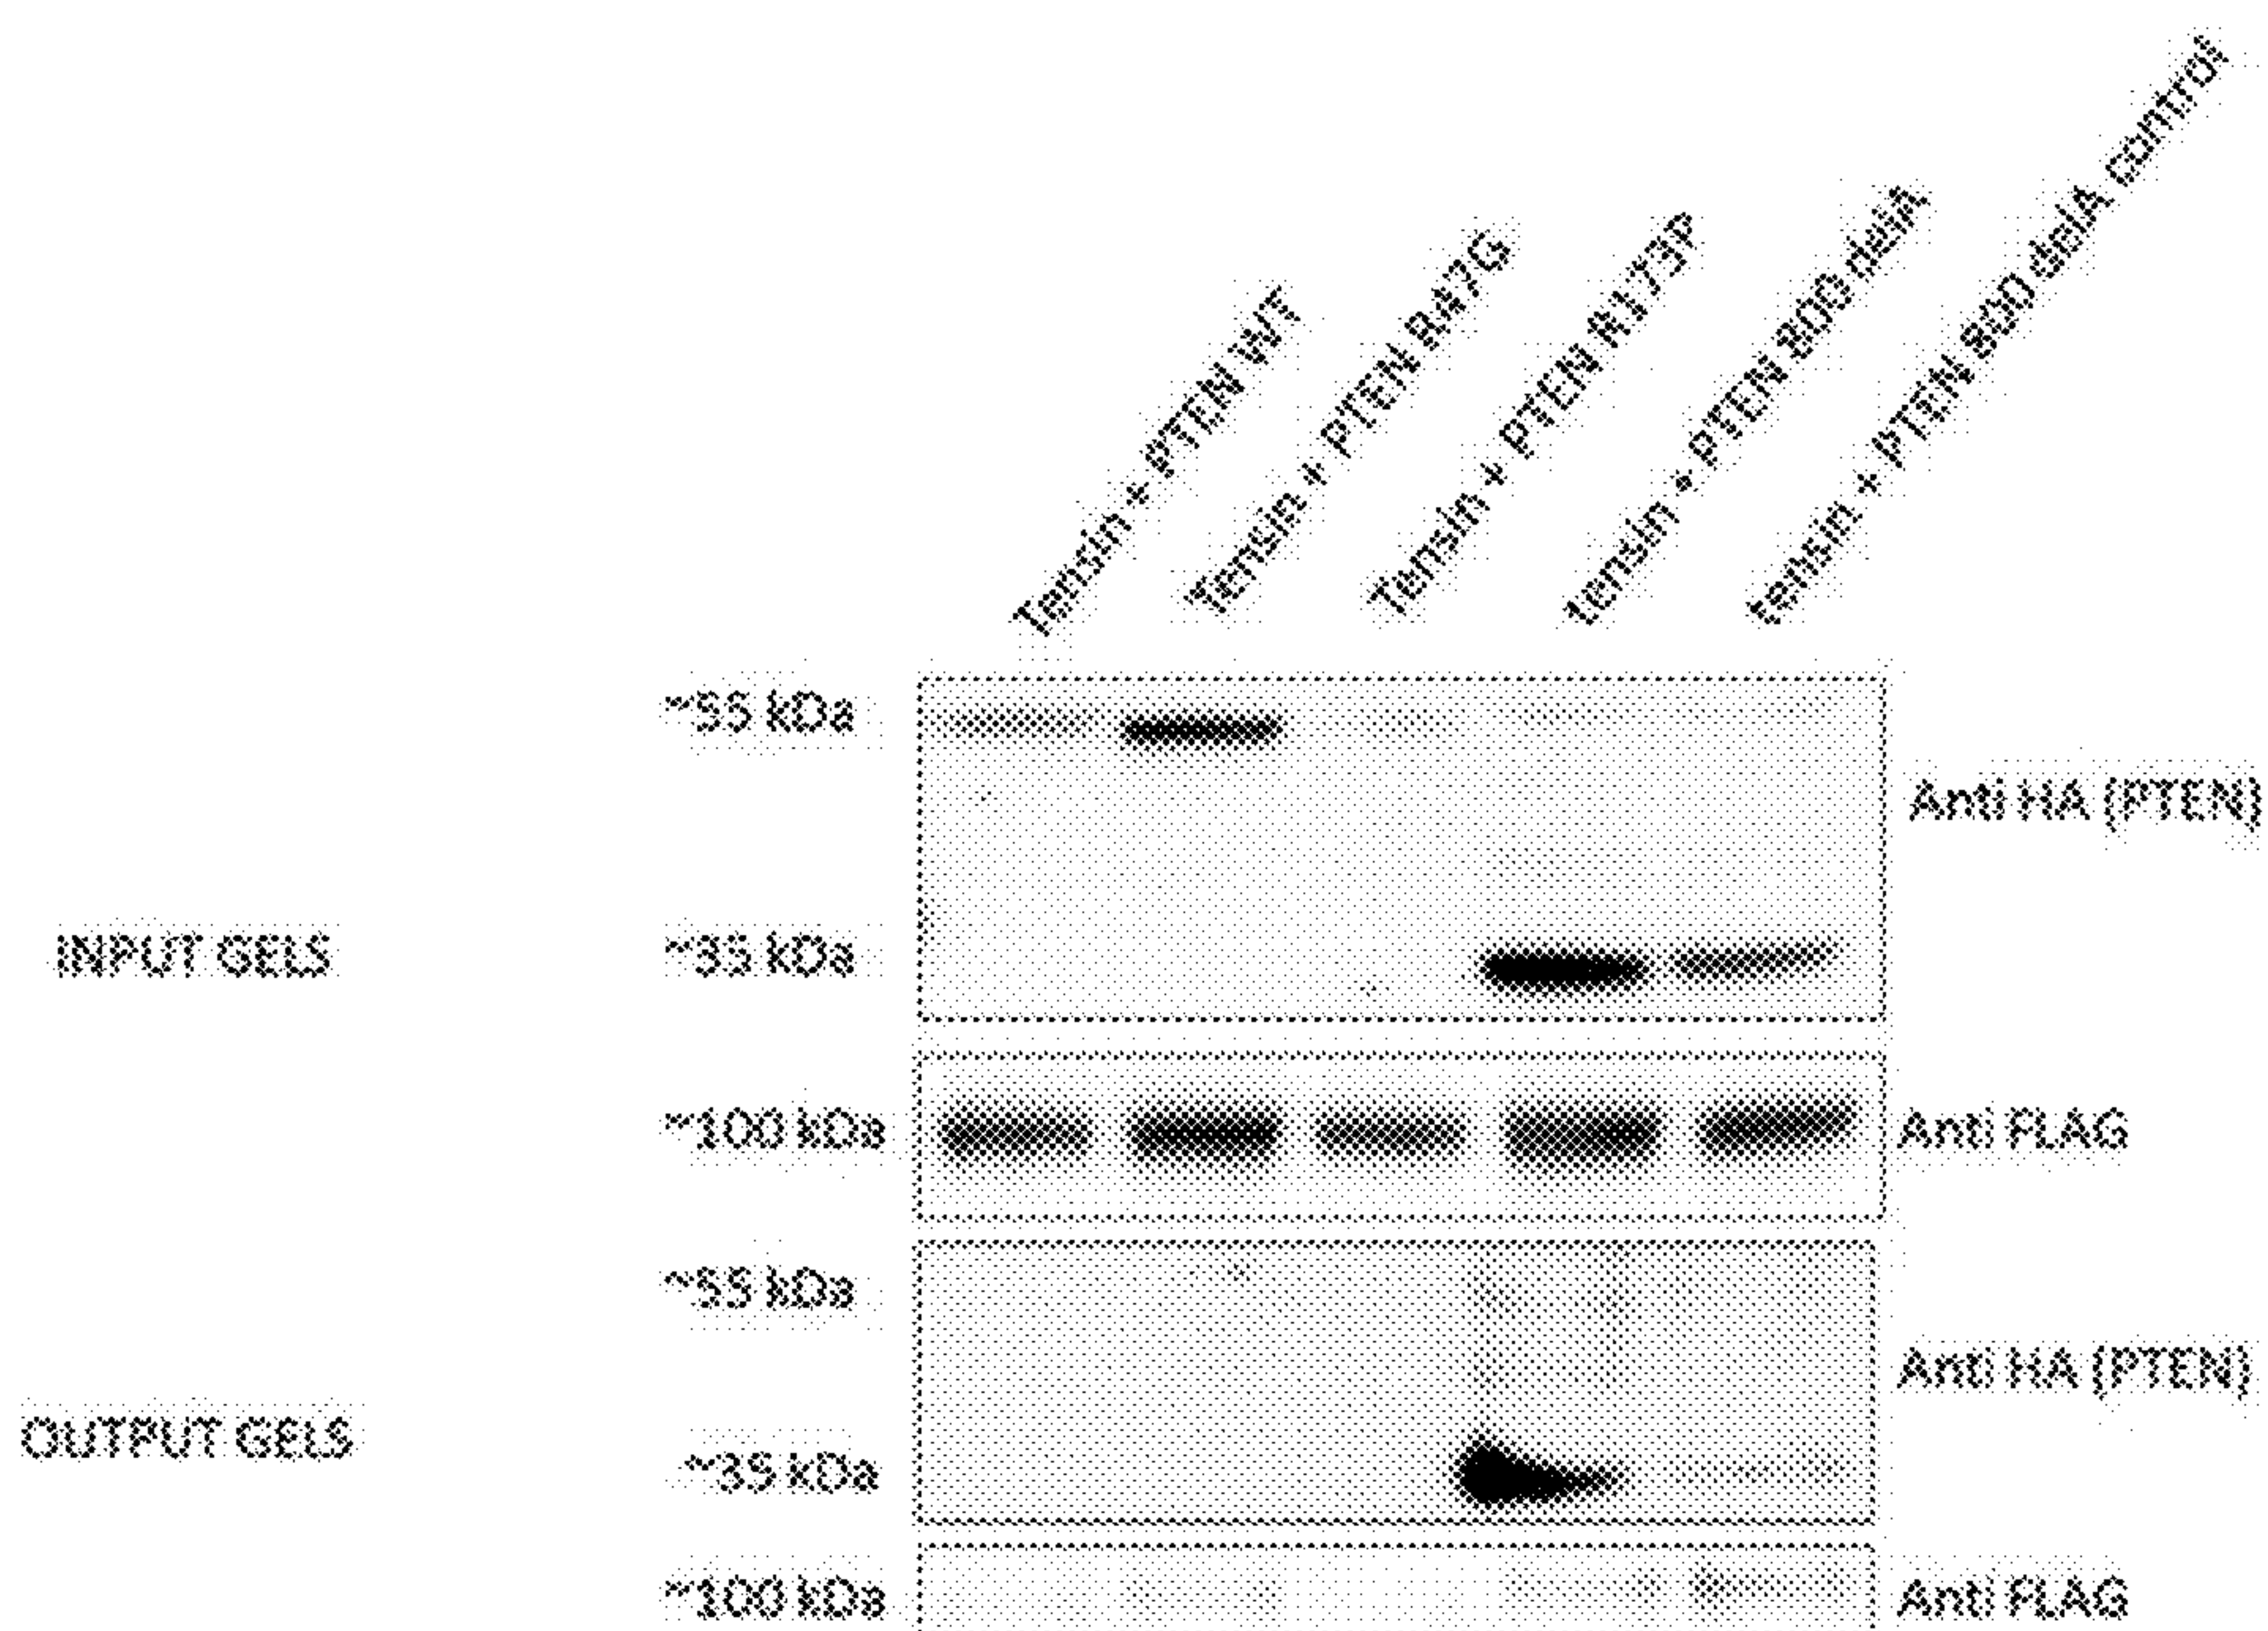 Tensin + PTEN WT
Tensin + PTEN R47G
Tensin + PTEN R173P
tensin + PTEN 800 delA
tensin + PTEN 800 delA control
~55 kDa
Anti HA (PTEN)
INPUT GELS
~35 kDa
~100 kDa
Anti FLAG
~55 kDa
Anti HA (PTEN)
OUTPUT GELS
~35 kDa
~100 kDa
Anti FLAG